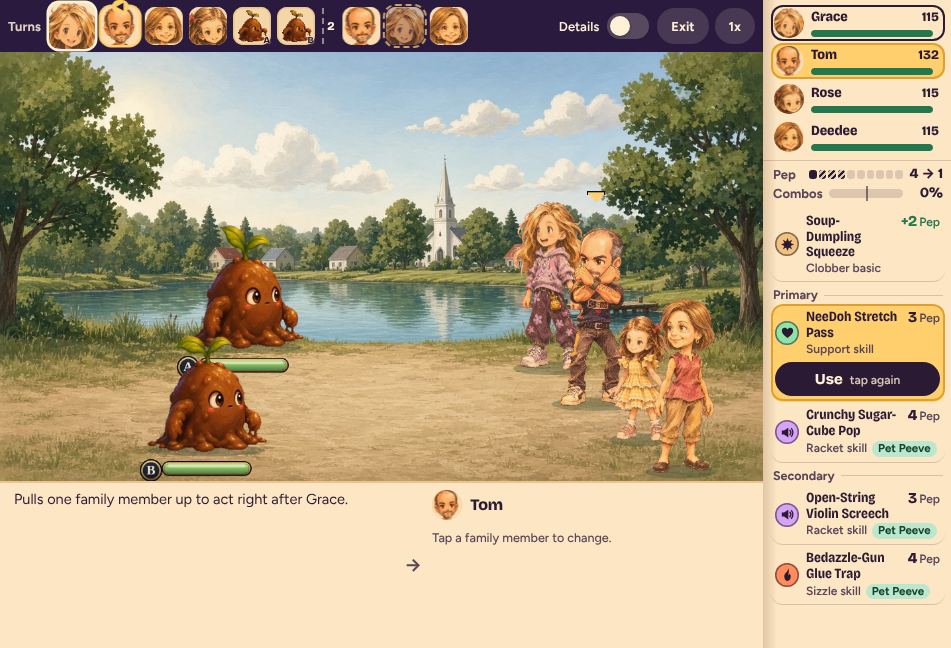 Turns
A
B
2
Details
Exit
1x
Grace 115
Tom 132
Rose 115
Deedee 115
Pep 4 → 1
Combos 0%
Soup-
Dumpling
Squeeze
+2 Pep
Clobber basic
Primary
NeeDoh Stretch
Pass
3 Pep
Support skill
Use tap again
Crunchy Sugar-
Cube Pop
4 Pep
Racket skill Pet Peeve
Secondary
Open-String
Violin Screech
3 Pep
Racket skill Pet Peeve
Bedazzle-Gun
Glue Trap
4 Pep
Sizzle skill Pet Peeve
A
B
Pulls one family member up to act right after Grace.
→
Tom
Tap a family member to change.